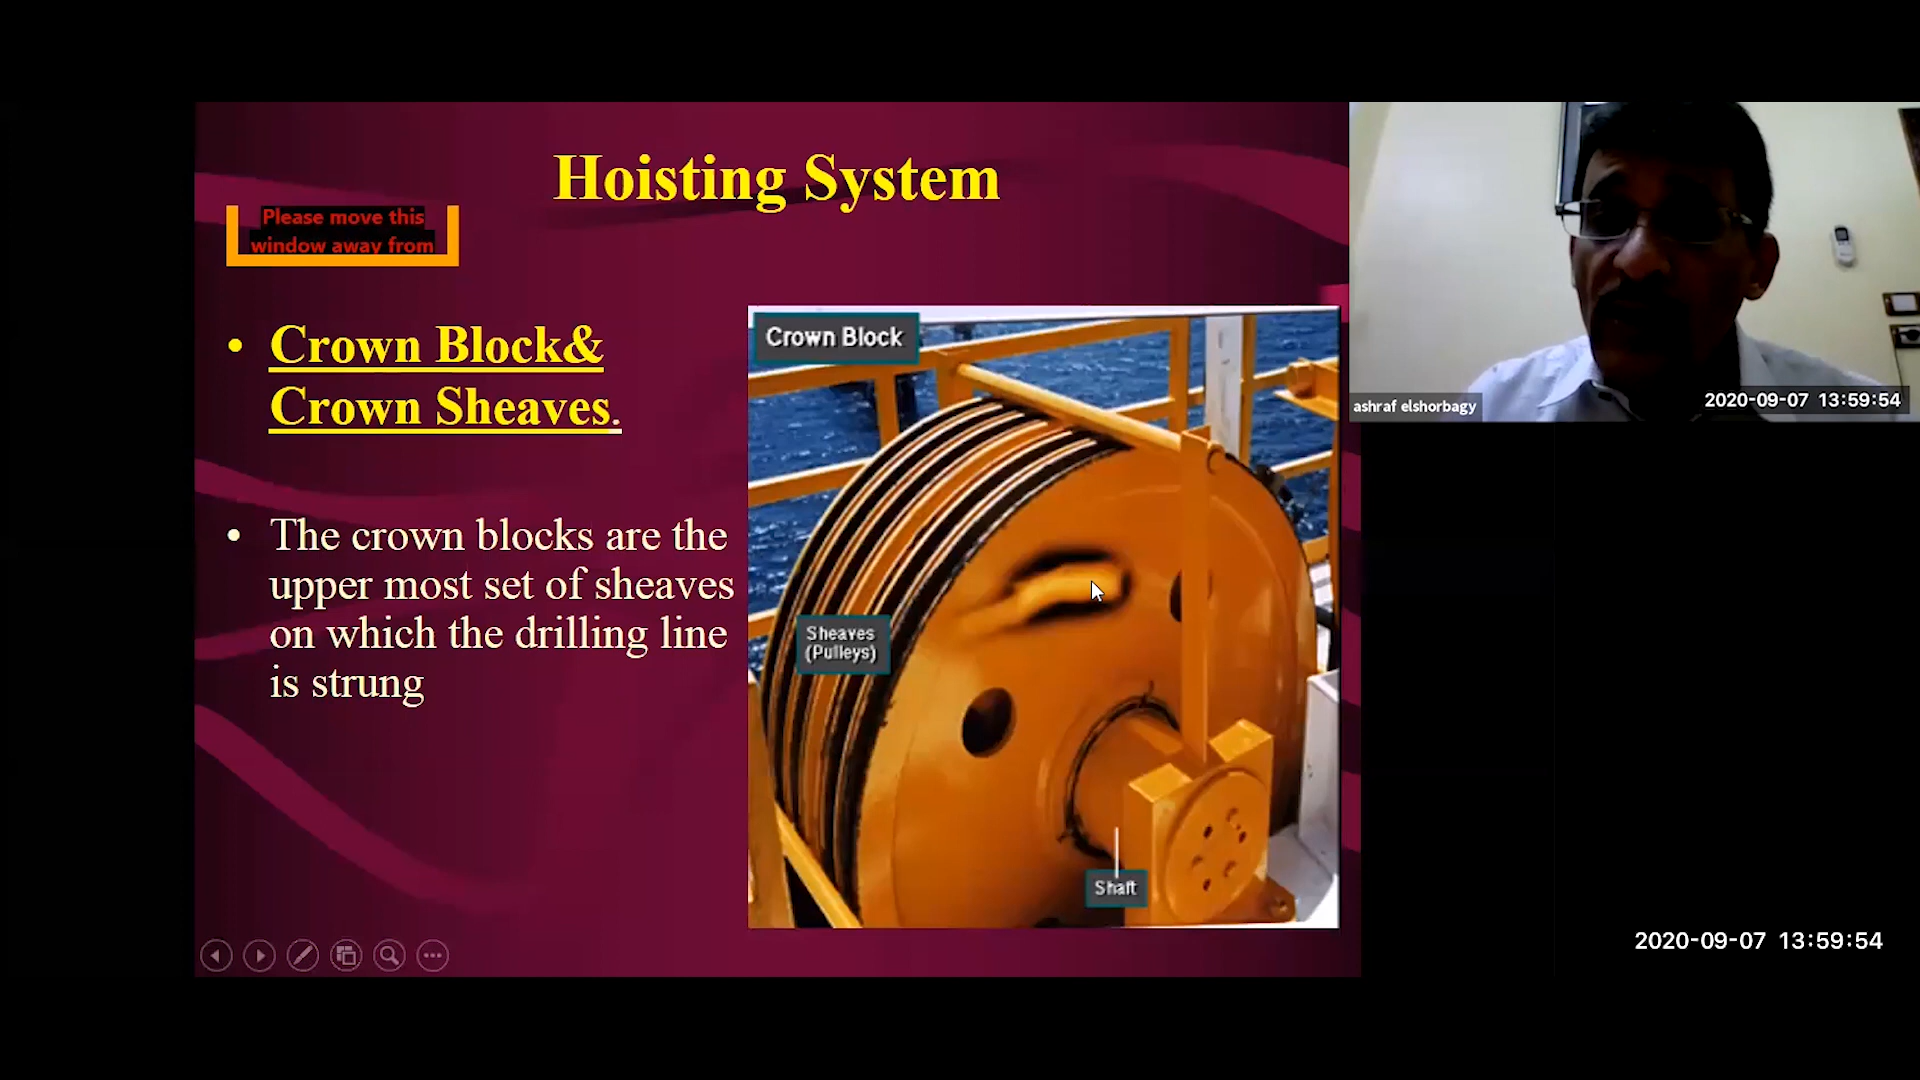 Hoisting System
Please move this
window away from
• Crown Block&
Crown Sheaves.
• The crown blocks are the
upper most set of sheaves
on which the drilling line
is strung
Crown Block
Sheaves
(Pulleys)
Shaft
ashraf elshorbagy
2020-09-07 13:59:54
2020-09-07 13:59:54